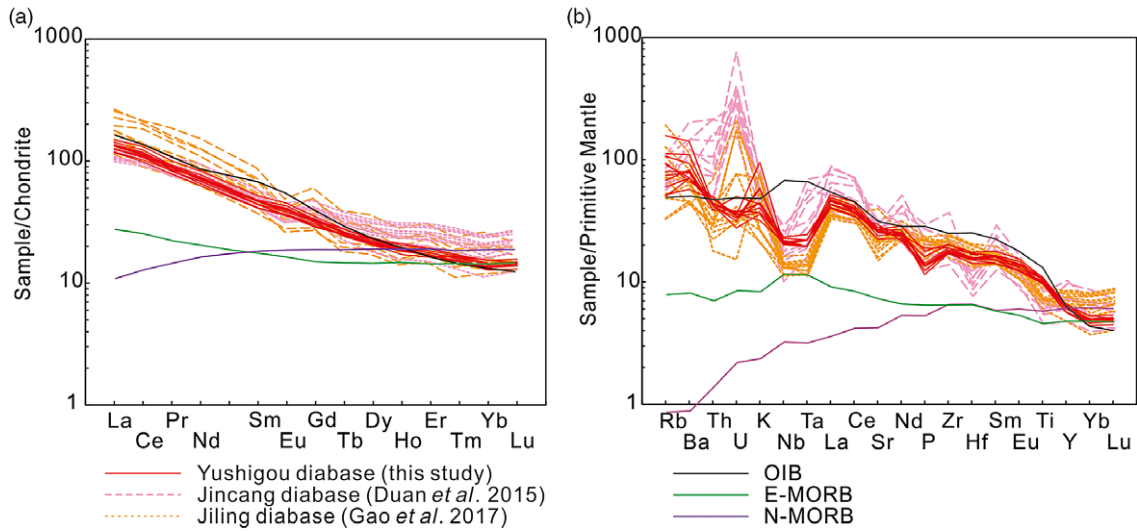 (a)
Sample/Chondrite
1000
100
10
1
La Ce Pr Nd Sm Eu Gd Tb Dy Ho Er Tm Yb Lu
(b)
Sample/Primitive Mantle
1000
100
10
1
Rb Ba Th U K Nb Ta La Ce Sr Nd P Zr Hf Sm Eu Ti Y Yb Lu
Yushigou diabase (this study)
Jincang diabase (Duan et al. 2015)
Jiling diabase (Gao et al. 2017)
OIB
E-MORB
N-MORB